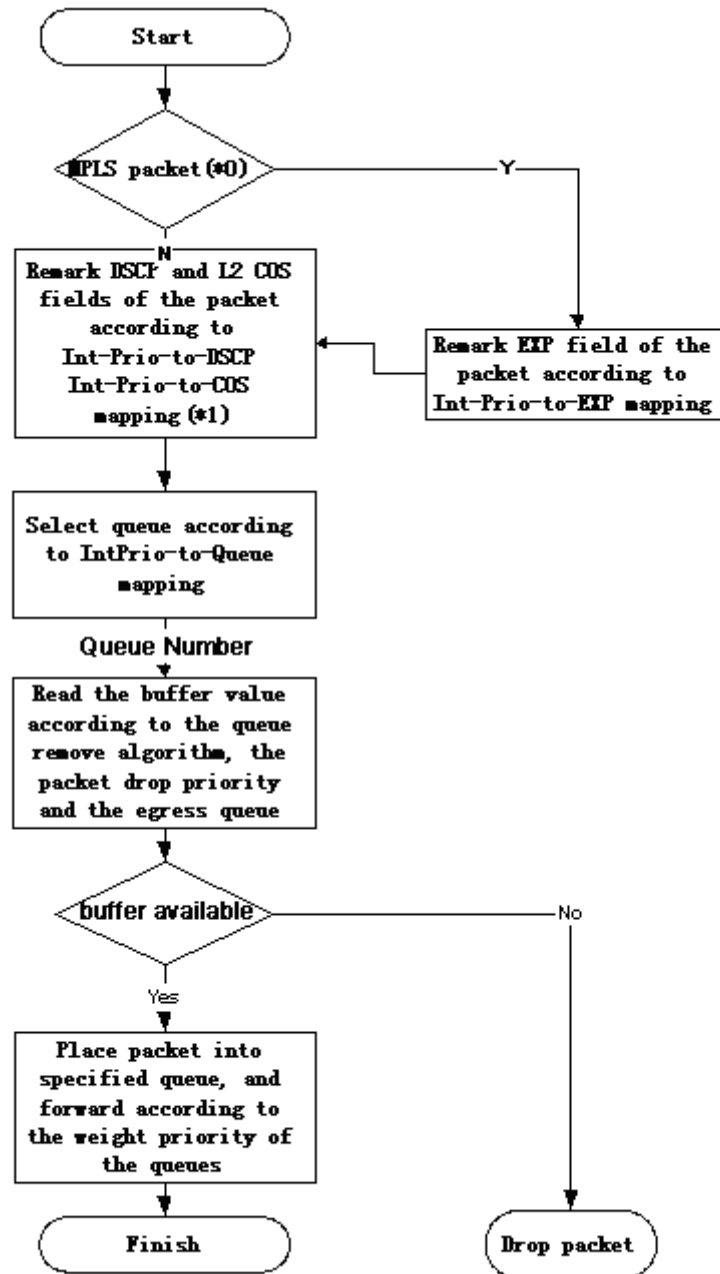 Start
MPLS packet(*0)
Y
N
Remark DSCP and L2 COS
fields of the packet
according to
Int-Prio-to-DSCP
Int-Prio-to-COS
mapping(*1)
Remark EXP field of the
packet according to
Int-Prio-to-EXP mapping
Select queue according
to IntPrio-to-Queue
mapping
Queue Number
Read the buffer value
according to the queue
remove algorithm, the
packet drop priority
and the egress queue
buffer available
No
Yes
Place packet into
specified queue, and
forward according to
the weight priority of
the queues
Finish
Drop packet